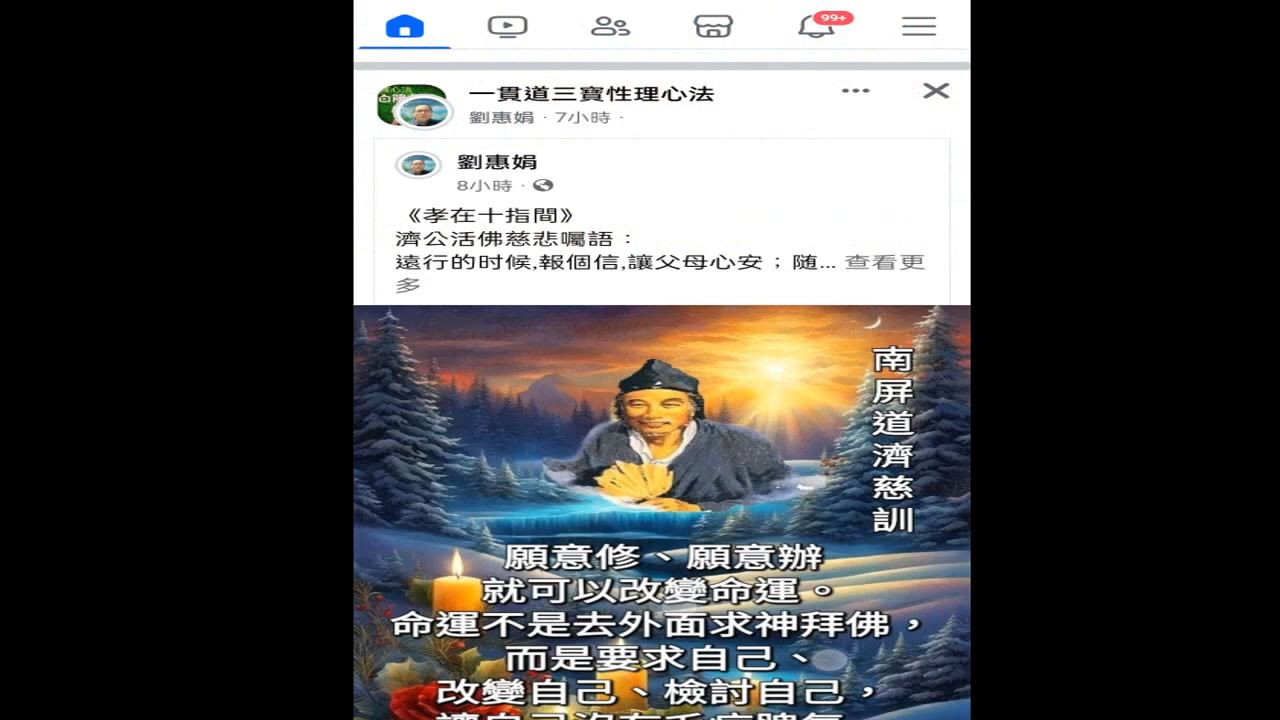 99+
一貫道三寶性理心法
劉惠娟 · 7小時 ·
劉惠娟
8小時 ·
《孝在十指間》
濟公活佛慈悲囑語：
遠行的时候,報個信,讓父母心安；随... 查看更
多
南屏道濟慈訓
願意修、願意辦
就可以改變命運。
命運不是去外面求神拜佛，
而是要求自己、
改變自己、檢討自己，